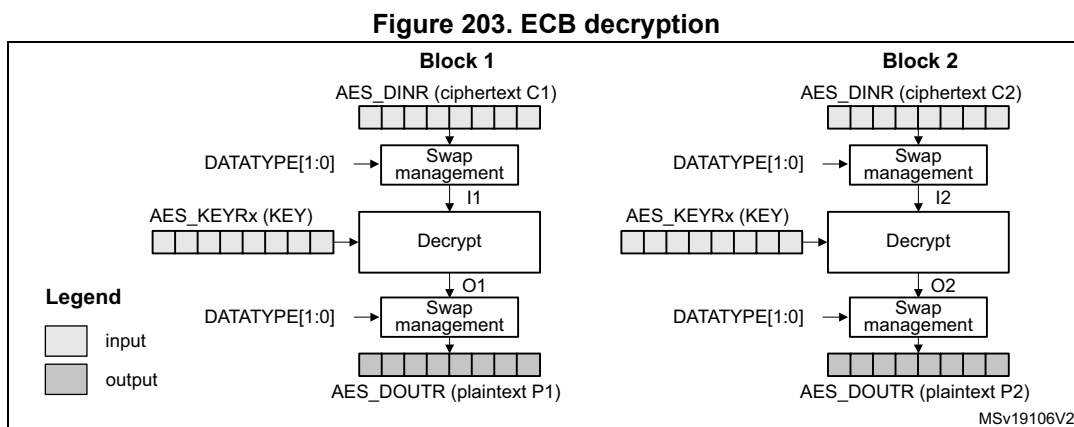 Figure 203. ECB decryption
Block 1
AES_DINR (ciphertext C1)
DATATYPE[1:0]
Swap
management
I1
AES_KEYRx (KEY)
Decrypt
O1
DATATYPE[1:0]
Swap
management
AES_DOUTR (plaintext P1)
Block 2
AES_DINR (ciphertext C2)
DATATYPE[1:0]
Swap
management
I2
AES_KEYRx (KEY)
Decrypt
O2
DATATYPE[1:0]
Swap
management
AES_DOUTR (plaintext P2)
Legend
input
output
MSv19106V2